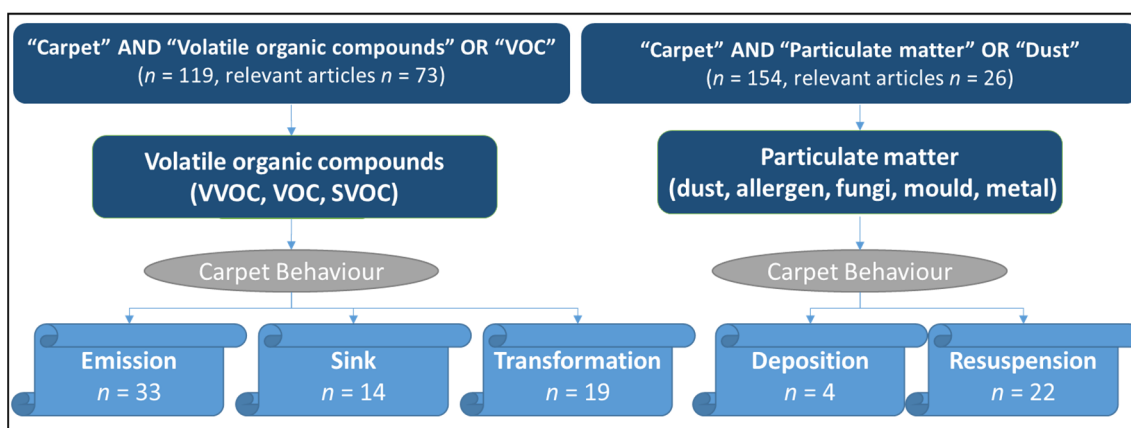 “Carpet” AND “Volatile organic compounds” OR “VOC”
(n = 119, relevant articles n = 73)
“Carpet” AND “Particulate matter” OR “Dust”
(n = 154, relevant articles n = 26)
Volatile organic compounds
(VVOC, VOC, SVOC)
Particulate matter
(dust, allergen, fungi, mould, metal)
Carpet Behaviour
Carpet Behaviour
Emission
n = 33
Sink
n = 14
Transformation
n = 19
Deposition
n = 4
Resuspension
n = 22